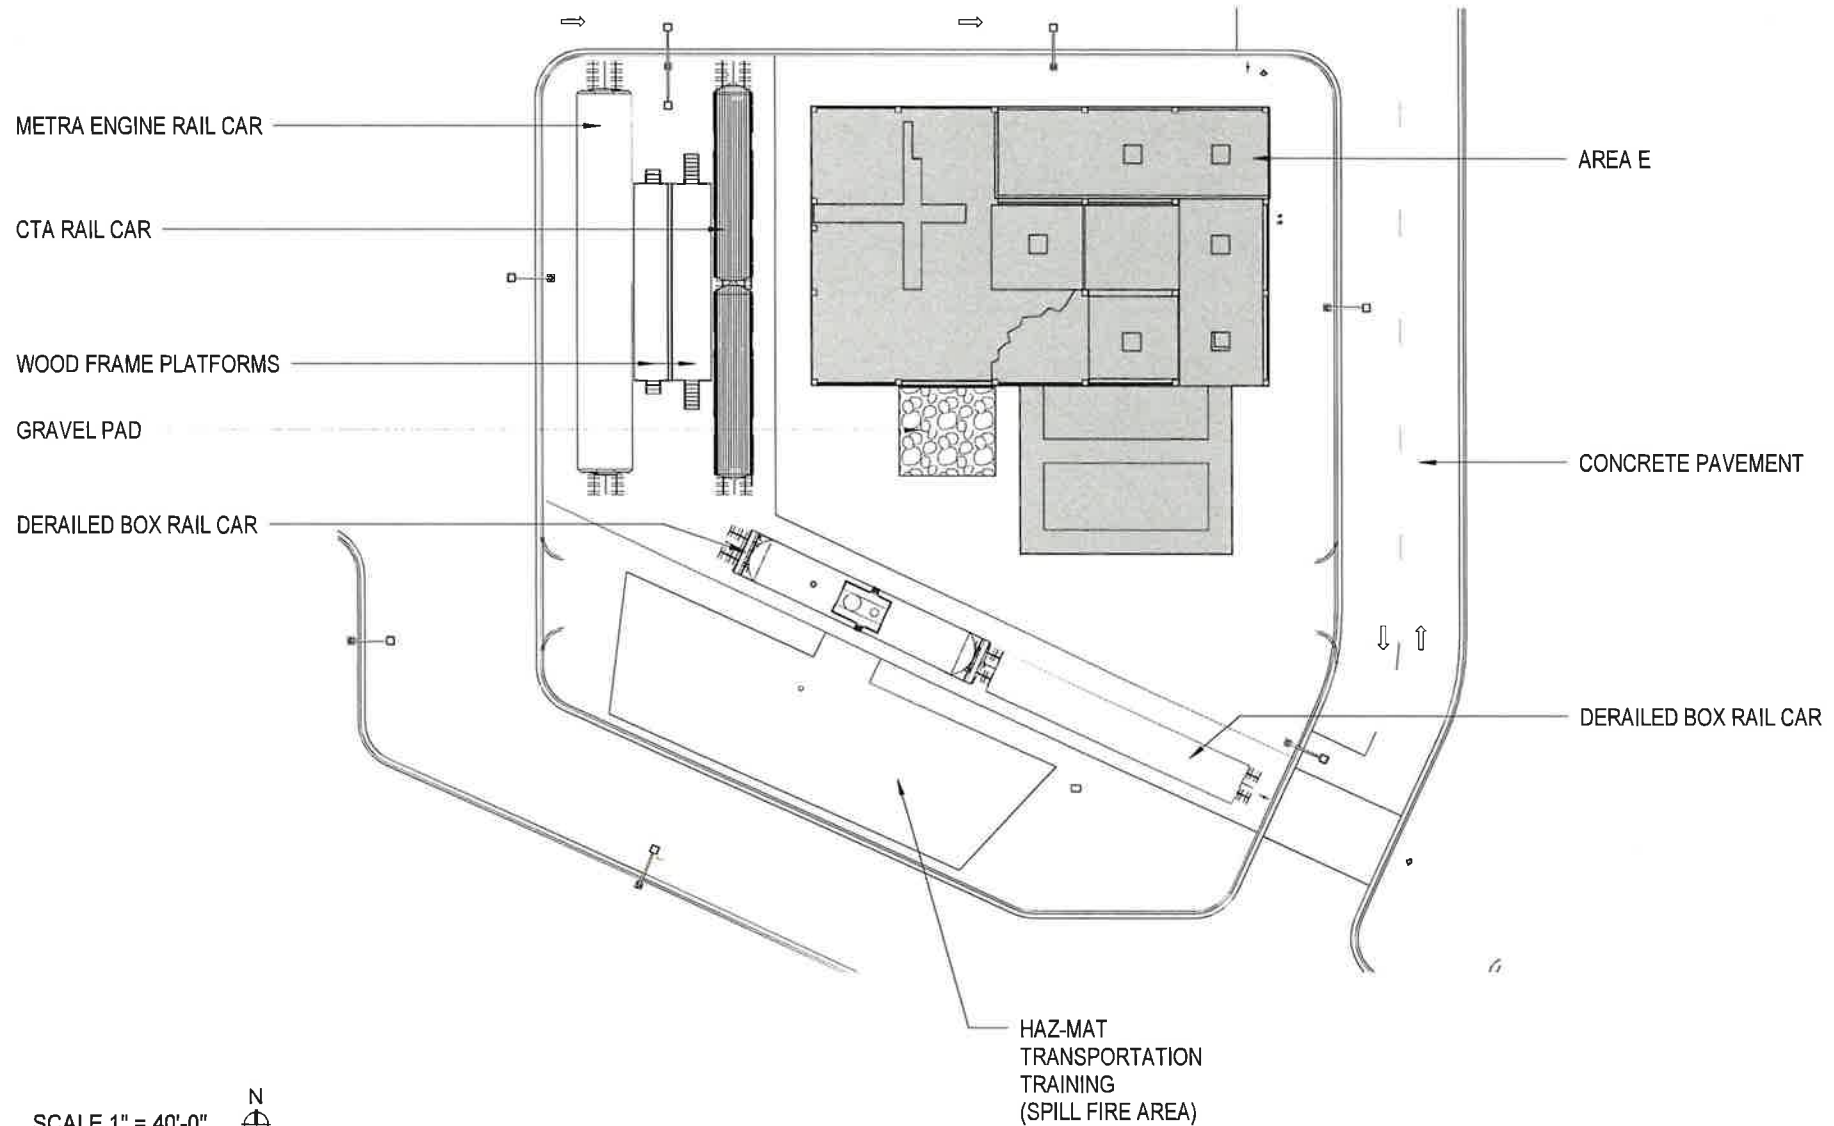 METRA ENGINE RAIL CAR
AREA E
CTA RAIL CAR
WOOD FRAME PLATFORMS
GRAVEL PAD
CONCRETE PAVEMENT
DERAILED BOX RAIL CAR
DERAILED BOX RAIL CAR
HAZ-MAT
TRANSPORTATION
TRAINING
(SPILL FIRE AREA)
N
SCALE 1" = 40'-0"